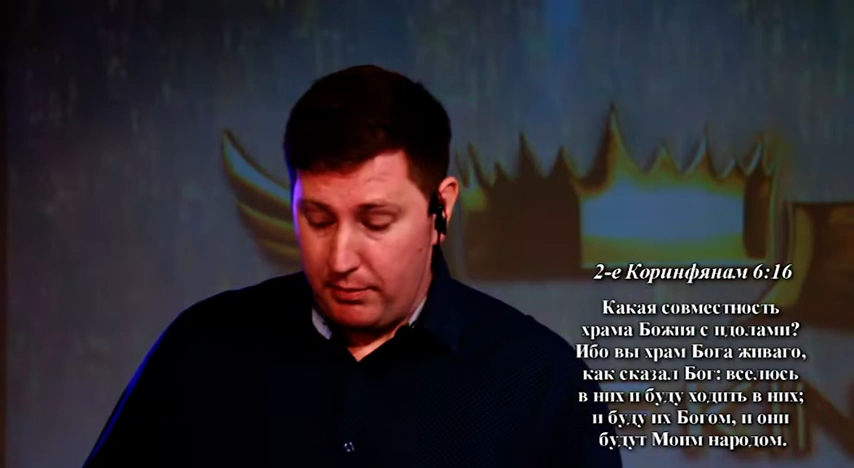 2-е Коринфянам 6:16
Какая совместность
храма Божия с идолами?
Ибо вы храм Бога живаго,
как сказал Бог: вселюсь
в них и буду ходить в них;
и буду их Богом, и они
будут Моим народом.